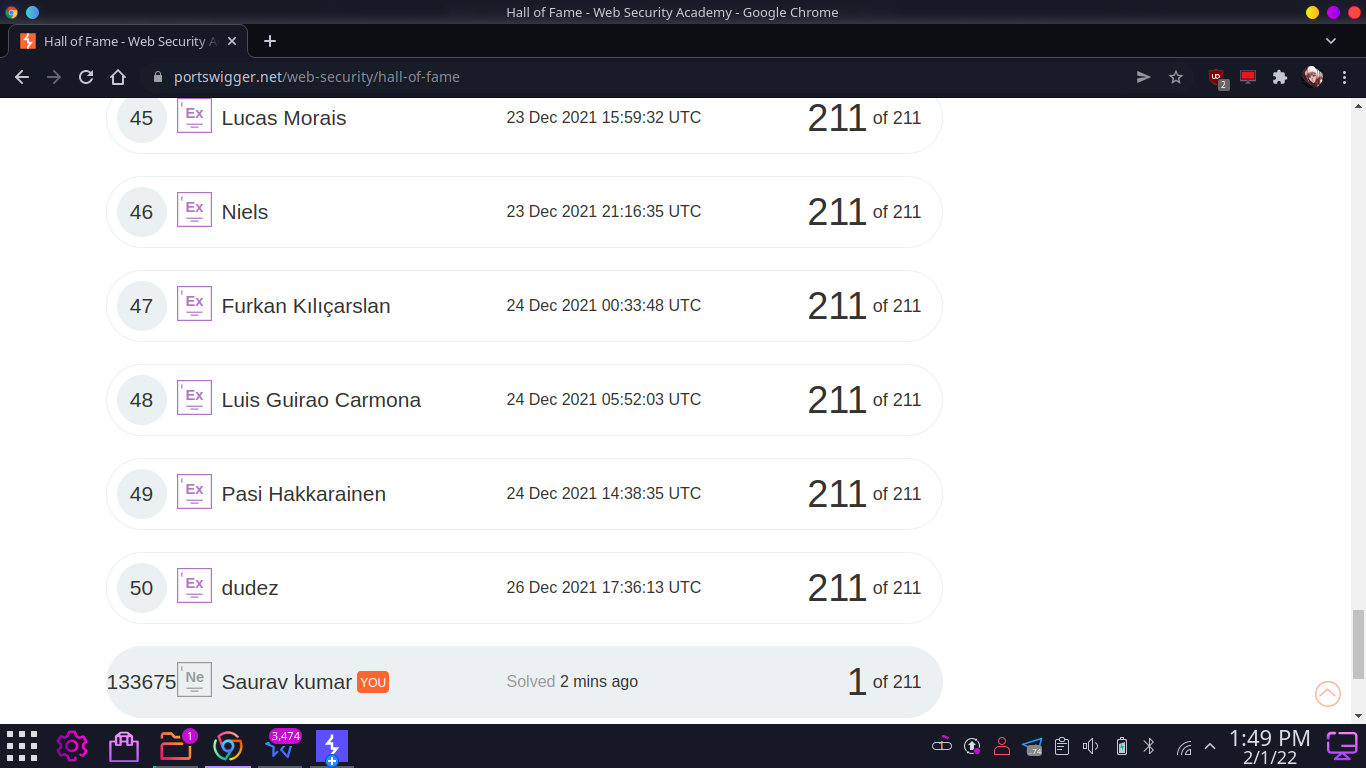 Hall of Fame - Web Security Academy - Google Chrome
Hall of Fame - Web Security A
portswigger.net/web-security/hall-of-fame
UD
2
45 Ex Lucas Morais 23 Dec 2021 15:59:32 UTC 211 of 211
46 Ex Niels 23 Dec 2021 21:16:35 UTC 211 of 211
47 Ex Furkan Kılıçarslan 24 Dec 2021 00:33:48 UTC 211 of 211
48 Ex Luis Guirao Carmona 24 Dec 2021 05:52:03 UTC 211 of 211
49 Ex Pasi Hakkarainen 24 Dec 2021 14:38:35 UTC 211 of 211
50 Ex dudez 26 Dec 2021 17:36:13 UTC 211 of 211
133675 Ne Saurav kumar YOU Solved 2 mins ago 1 of 211
1
3,474
1:49 PM
2/1/22